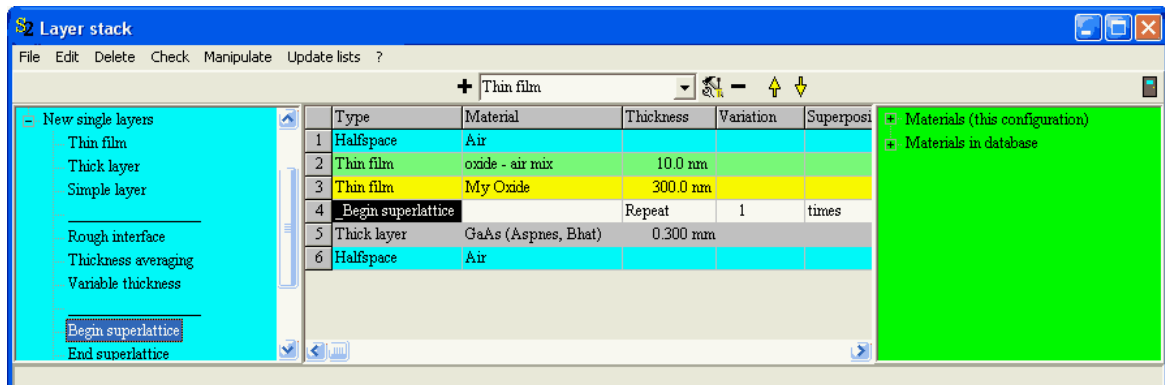 S2 Layer stack
File Edit Delete Check Manipulate Update lists ?
Thin film
New single layers
Thin film
Thick layer
Simple layer
Rough interface
Thickness averaging
Variable thickness
Begin superlattice
End superlattice
Type Material Thickness Variation Superposi
1 Halfspace Air
2 Thin film oxide - air mix 10.0 nm
3 Thin film My Oxide 300.0 nm
4 _Begin superlattice Repeat 1 times
5 Thick layer GaAs (Aspnes, Bhat) 0.300 mm
6 Halfspace Air
Materials (this configuration)
Materials in database